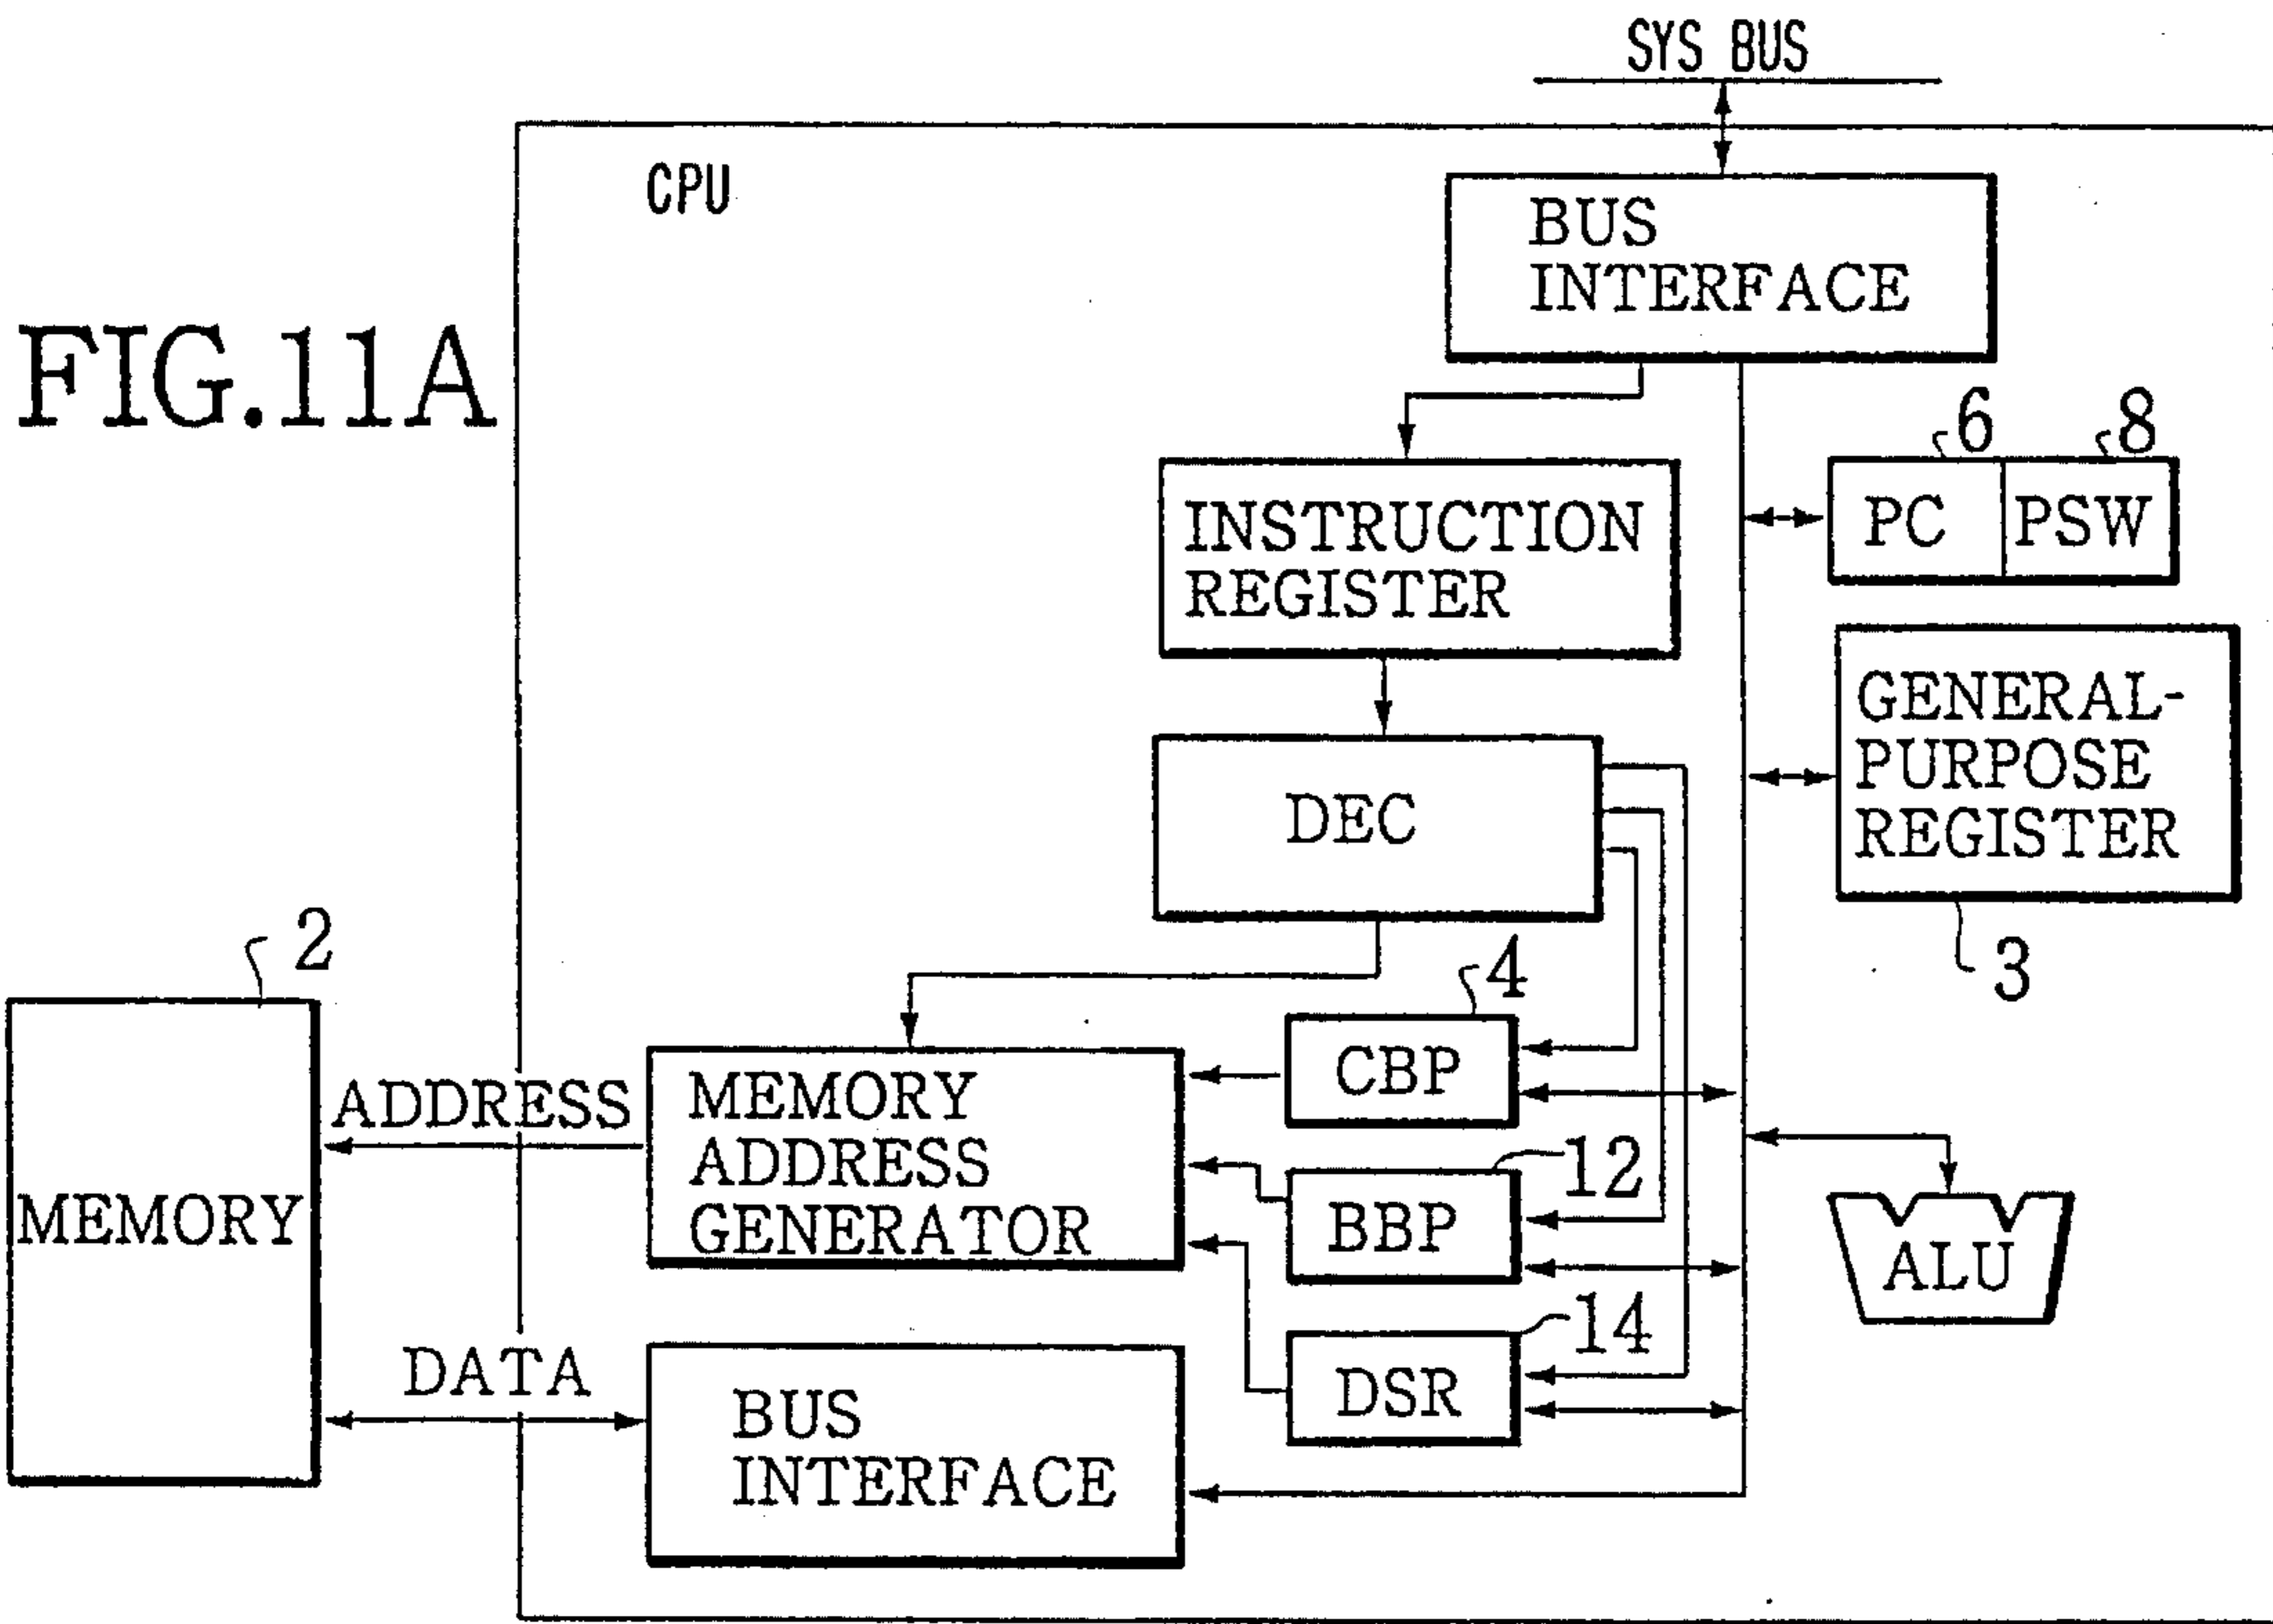 SYS BUS
CPU
BUS
INTERFACE
FIG.11A
6
8
PC
PSW
INSTRUCTION
REGISTER
GENERAL-
PURPOSE
REGISTER
3
DEC
2
4
MEMORY
ADDRESS
MEMORY
ADDRESS
GENERATOR
CBP
12
BBP
ALU
14
DSR
DATA
BUS
INTERFACE